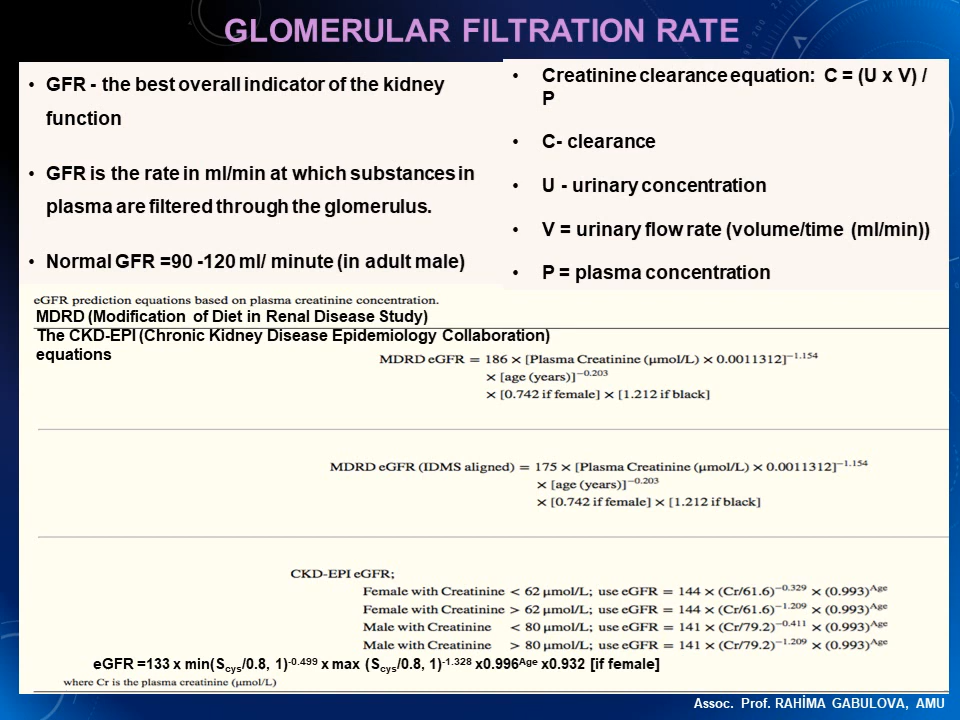 GLOMERULAR FILTRATION RATE
• GFR - the best overall indicator of the kidney
function
• GFR is the rate in ml/min at which substances in
plasma are filtered through the glomerulus.
• Normal GFR =90 -120 ml/ minute (in adult male)
• Creatinine clearance equation: C = (U x V) /
P
• C- clearance
• U - urinary concentration
• V = urinary flow rate (volume/time (ml/min))
• P = plasma concentration
eGFR prediction equations based on plasma creatinine concentration.
MDRD (Modification of Diet in Renal Disease Study)
The CKD-EPI (Chronic Kidney Disease Epidemiology Collaboration)
equations
MDRD eGFR = 186 × [Plasma Creatinine (μmol/L) × 0.0011312]−1.154
× [age (years)]−0.203
× [0.742 if female] × [1.212 if black]
MDRD eGFR (IDMS aligned) = 175 × [Plasma Creatinine (μmol/L) × 0.0011312]−1.154
× [age (years)]−0.203
× [0.742 if female] × [1.212 if black]
CKD-EPI eGFR;
Female with Creatinine < 62 μmol/L; use eGFR = 144 × (Cr/61.6)−0.329 × (0.993)Age
Female with Creatinine > 62 μmol/L; use eGFR = 144 × (Cr/61.6)−1.209 × (0.993)Age
Male with Creatinine < 80 μmol/L; use eGFR = 141 × (Cr/79.2)−0.411 × (0.993)Age
Male with Creatinine > 80 μmol/L; use eGFR = 141 × (Cr/79.2)−1.209 × (0.993)Age
eGFR =133 x min(Scys/0.8, 1)-0.499 x max (Scys/0.8, 1)-1.328 x0.996Age x0.932 [if female]
where Cr is the plasma creatinine (μmol/L)
Assoc. Prof. RAHİMA GABULOVA, AMU